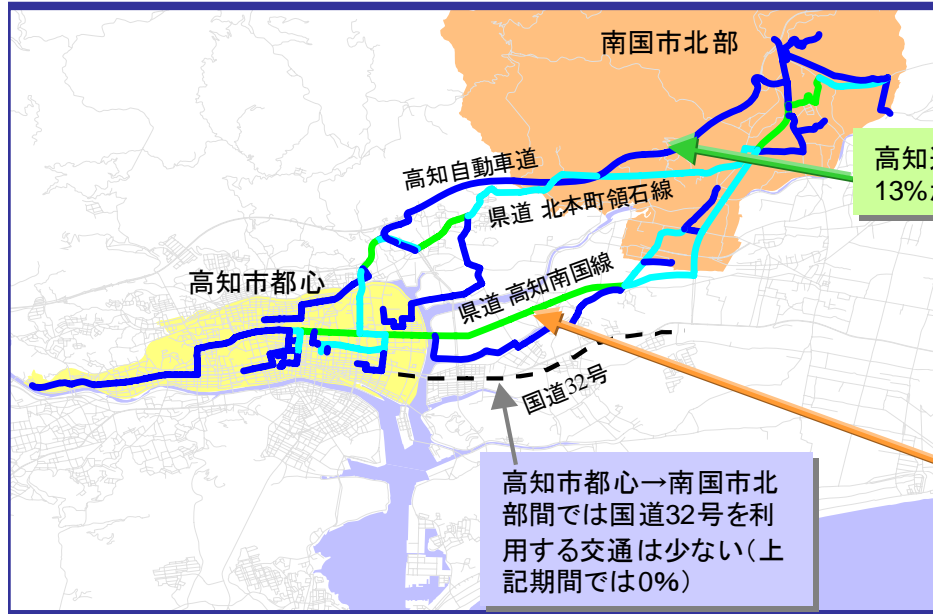 南国市北部
高知自動車道
高知
13%
県道 北本町領石線
高知市都心
県道 高知南国線
国道32号
高知市都心→南国市北
部間では国道32号を利
用する交通は少ない（上
記期間では0%）